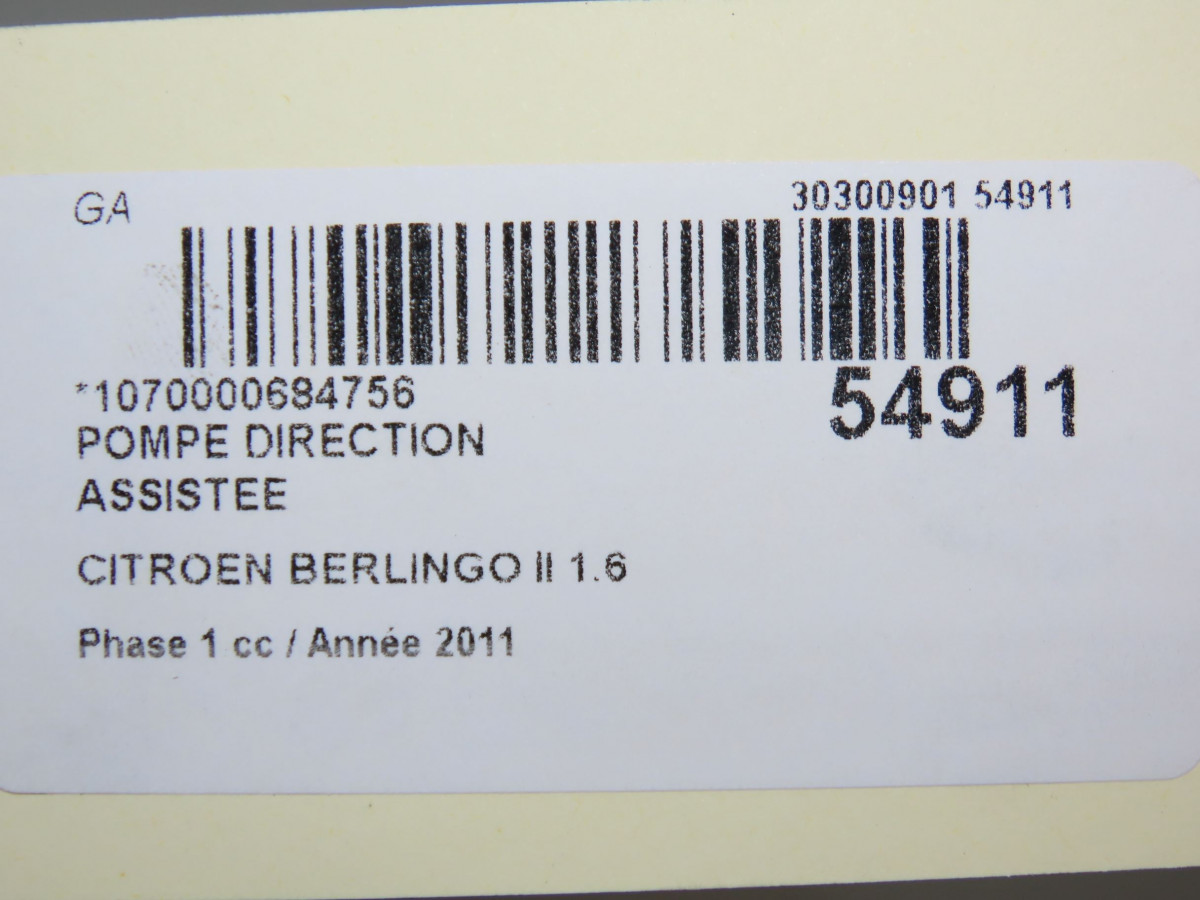 GA
30300901 54911
*1070000684756
54911
POMPE DIRECTION
ASSISTEE
CITROEN BERLINGO II 1.6
Phase 1 cc / Année 2011